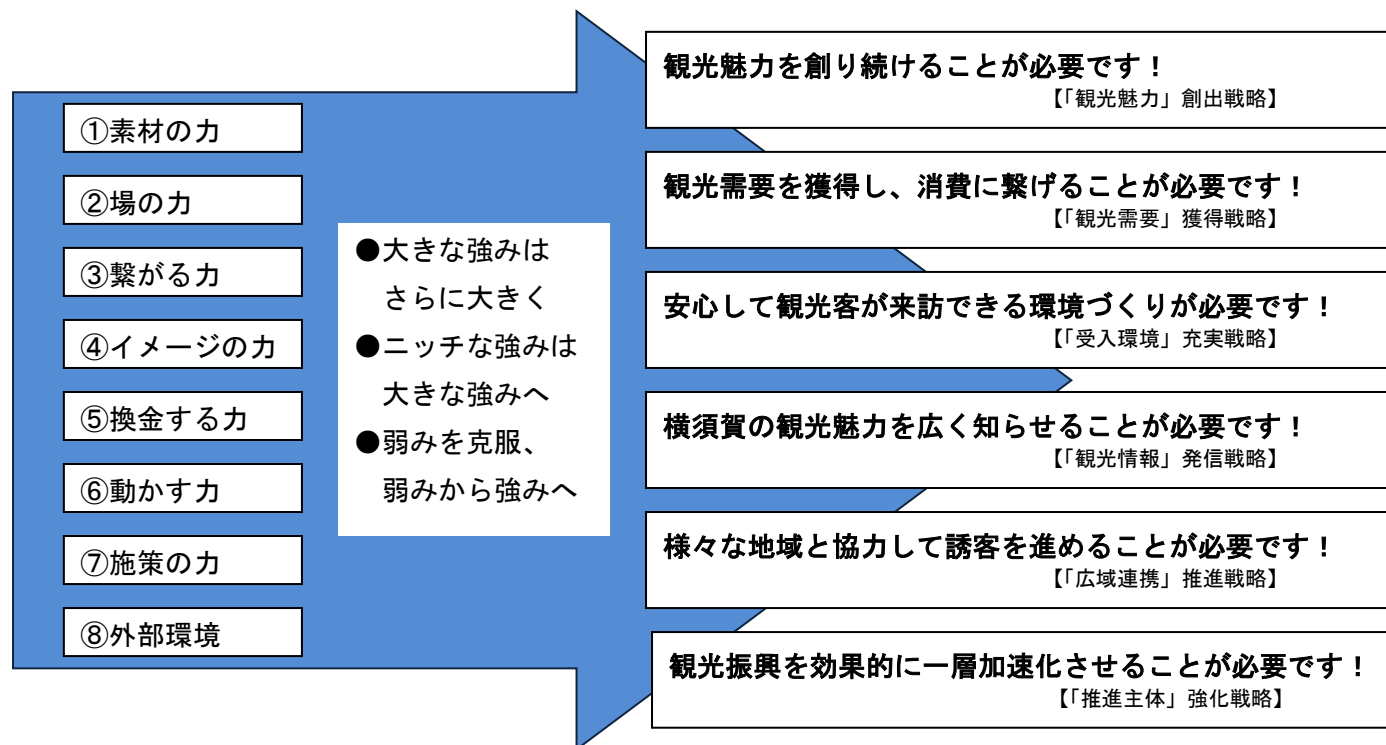 ①素材の力
②場の力
③繋がる力
④イメージの力
⑤換金する力
⑥動かす力
⑦施策の力
⑧外部環境
●大きな強みは
さらに大きく
●ニッチな強みは
大きな強みへ
●弱みを克服、
弱みから強みへ
観光魅力を創り続けることが必要です！
【「観光魅力」創出戦略】
観光需要を獲得し、消費に繋げることが必要です！
【「観光需要」獲得戦略】
安心して観光客が来訪できる環境づくりが必要です！
【「受入環境」充実戦略】
横須賀の観光魅力を広く知らせることが必要です！
【「観光情報」発信戦略】
様々な地域と協力して誘客を進めることが必要です！
【「広域連携」推進戦略】
観光振興を効果的に一層加速化させることが必要です！
【「推進主体」強化戦略】